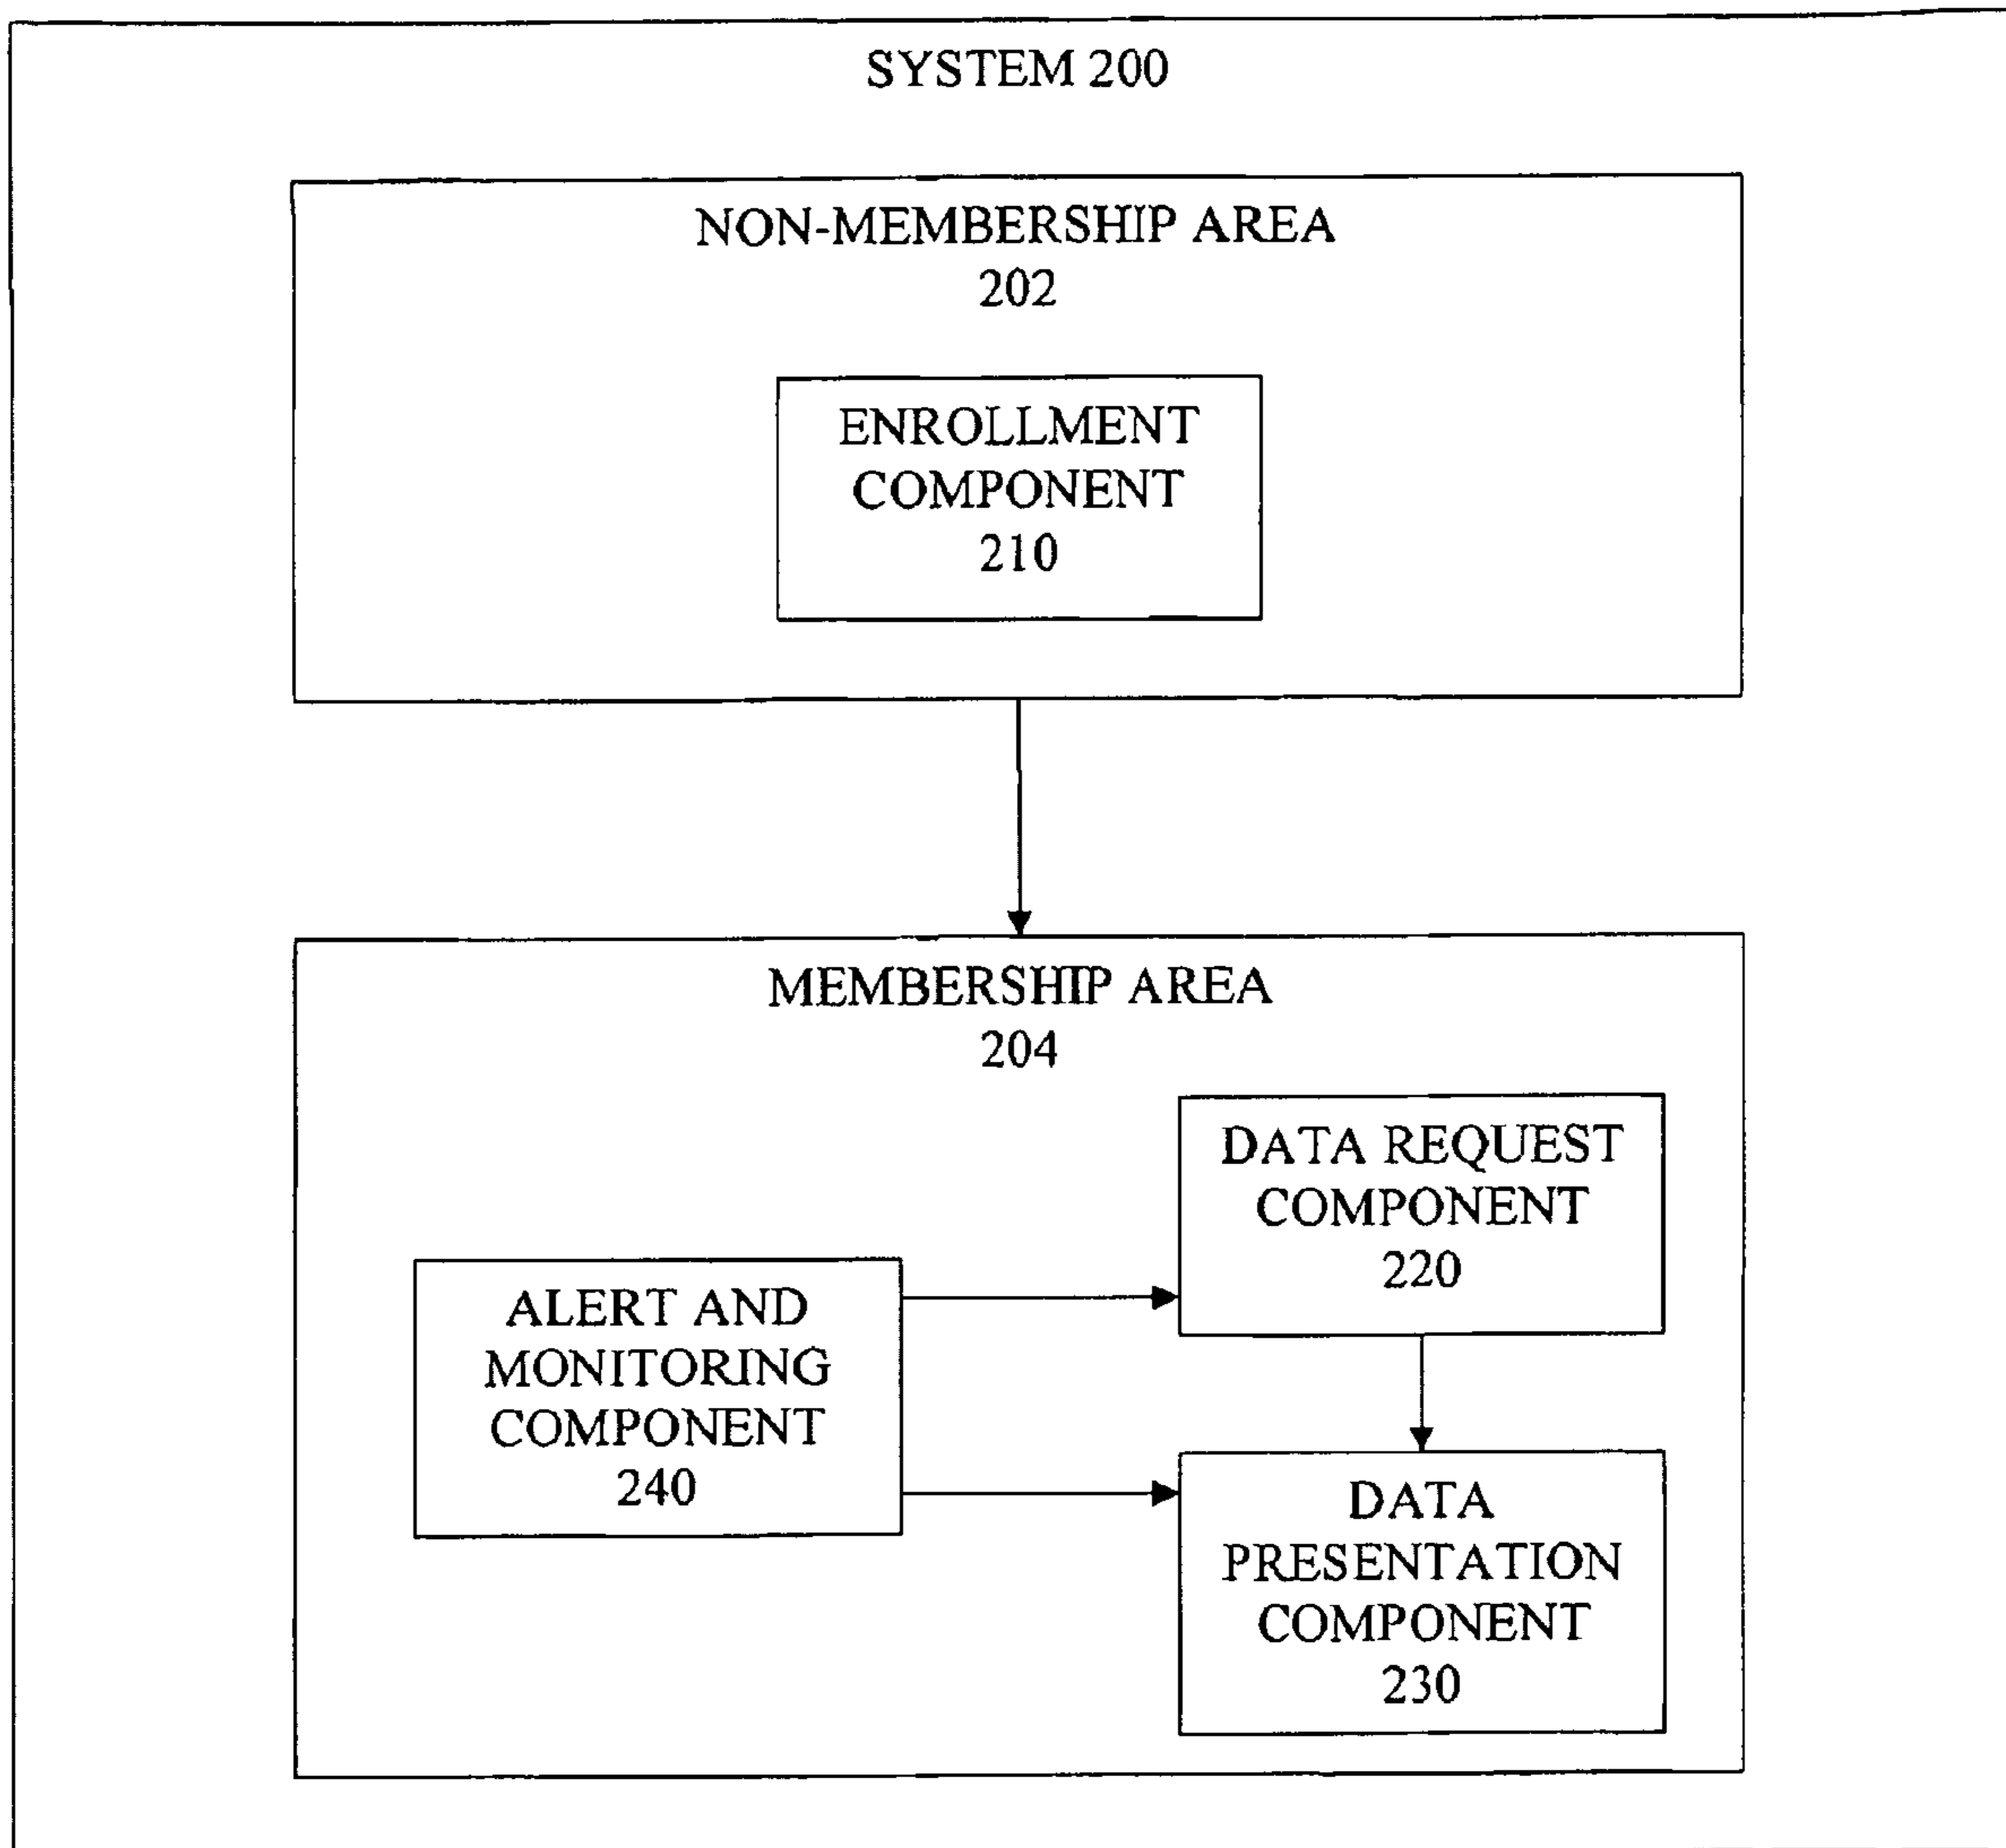 SYSTEM 200
NON-MEMBERSHIP AREA
202
ENROLLMENT
COMPONENT
210
MEMBERSHIP AREA
204
DATA REQUEST
COMPONENT
220
ALERT AND
MONITORING
COMPONENT
240
DATA
PRESENTATION
COMPONENT
230